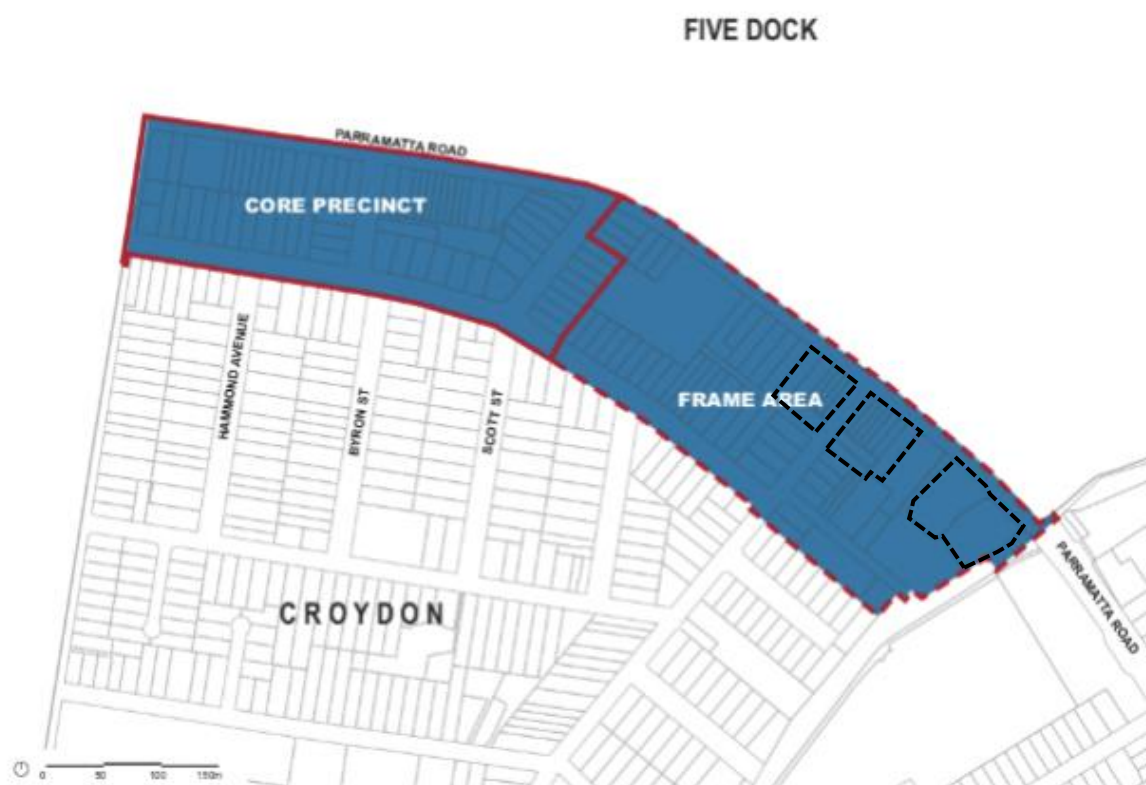 FIVE DOCK
PARRAMATTA ROAD
CORE PRECINCT
FRAME AREA
HAMMOND AVENUE
BYRON ST
SCOTT ST
PARRAMATTA ROAD
CROYDON
0 50 100 150m